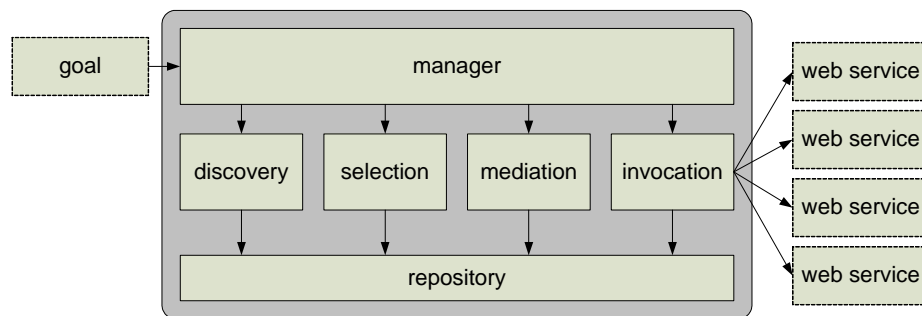 goal
manager
web service
web service
discovery
selection
mediation
invocation
web service
web service
repository